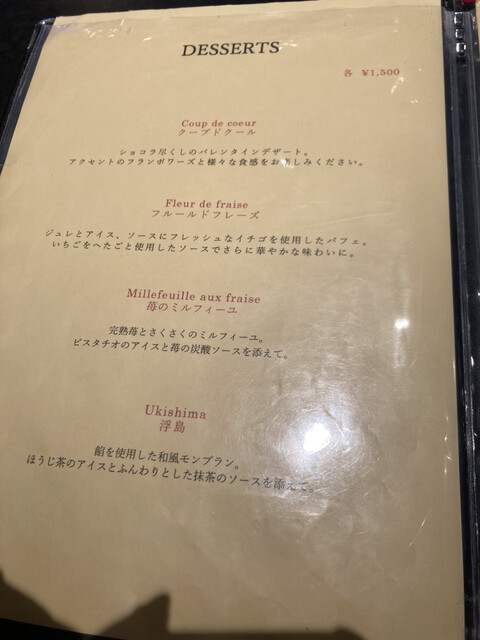 DESSERTS
各 ¥1,500
Coup de coeur
クープドクール
ショコラ尽くしのバレンタインデザート。
アクセントのフランボワーズと様々な食感をお楽しみください。
Fleur de fraise
フルールドフレーズ
ジュレとアイス、ソースにフレッシュなイチゴを使用したパフェ。
いちごをへたごと使用したソースでさらに華やかな味わいに。
Millefeuille aux fraise
苺のミルフィーユ
完熟苺とさくさくのミルフィーユ。
ピスタチオのアイスと苺の炭酸ソースを添えて。
Ukishima
浮島
餡を使用した和風モンブラン。
ほうじ茶のアイスとふんわりとした抹茶のソースを添えて。